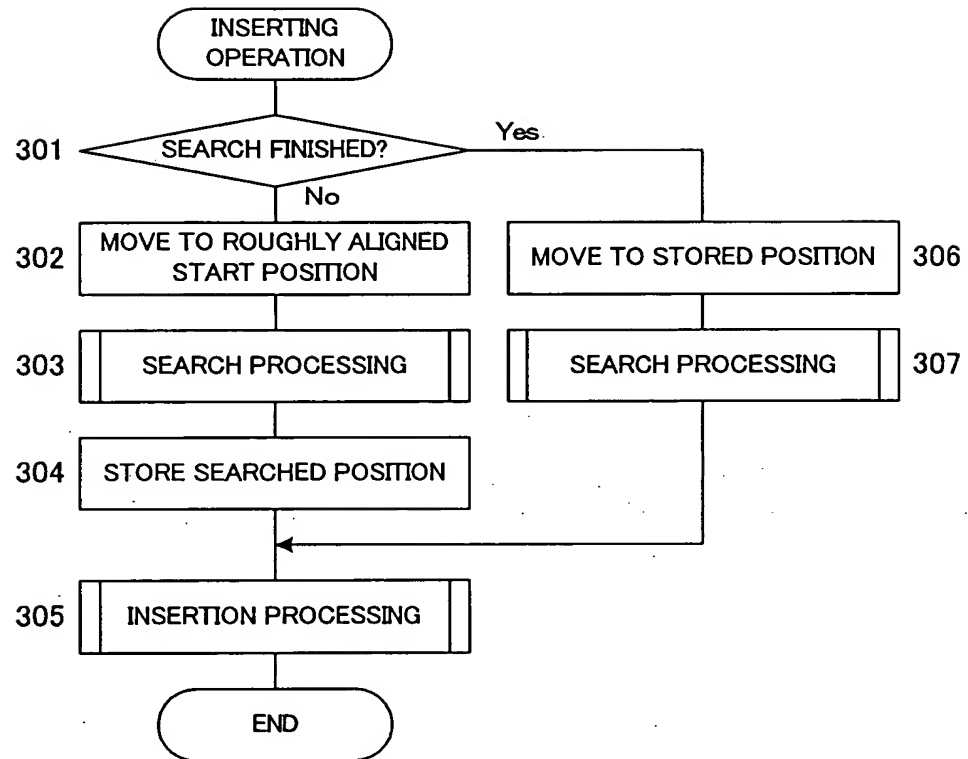 INSERTING
OPERATION
301
SEARCH FINISHED?
Yes
No
302
MOVE TO ROUGHLY ALIGNED
START POSITION
MOVE TO STORED POSITION
306
303
SEARCH PROCESSING
SEARCH PROCESSING
307
304
STORE SEARCHED POSITION
305
INSERTION PROCESSING
END